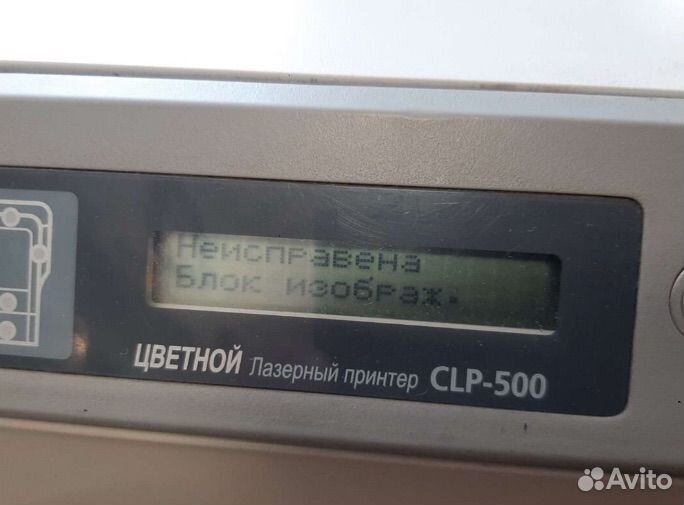 Неисправена
Блок изображ.
ЦВЕТНОЙ Лазерный принтер CLP-500
Avito